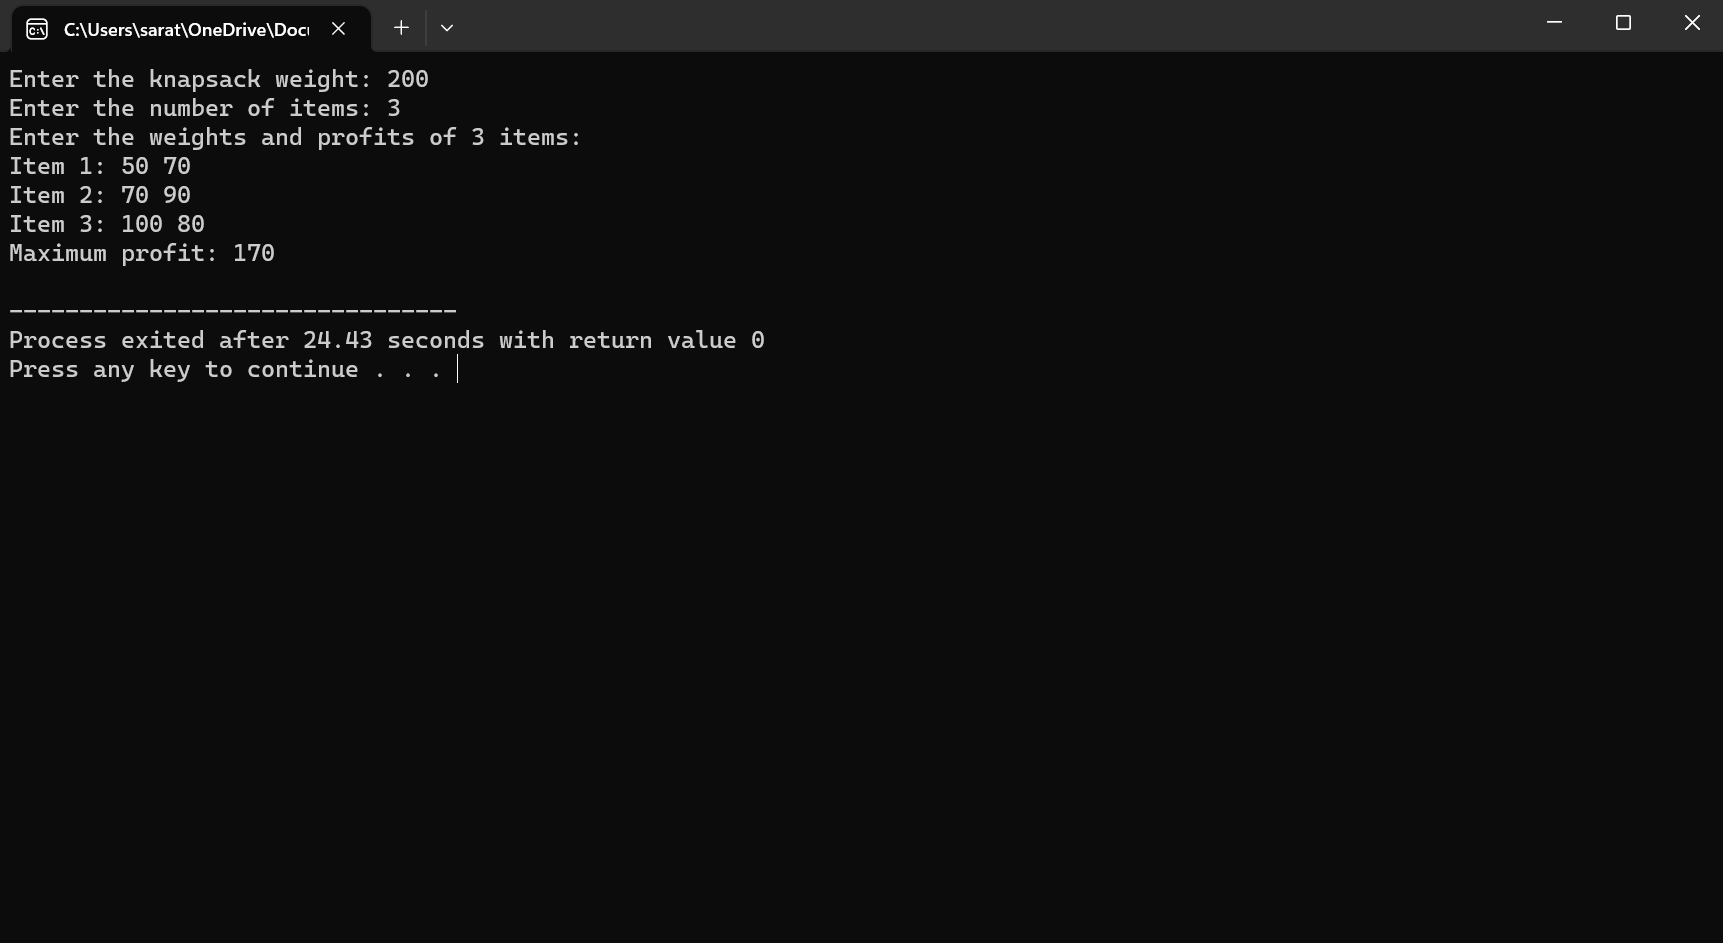 C:\Users\sarat\OneDrive\Docu
Enter the knapsack weight: 200
Enter the number of items: 3
Enter the weights and profits of 3 items:
Item 1: 50 70
Item 2: 70 90
Item 3: 100 80
Maximum profit: 170
--------------------------------
Process exited after 24.43 seconds with return value 0
Press any key to continue . . .